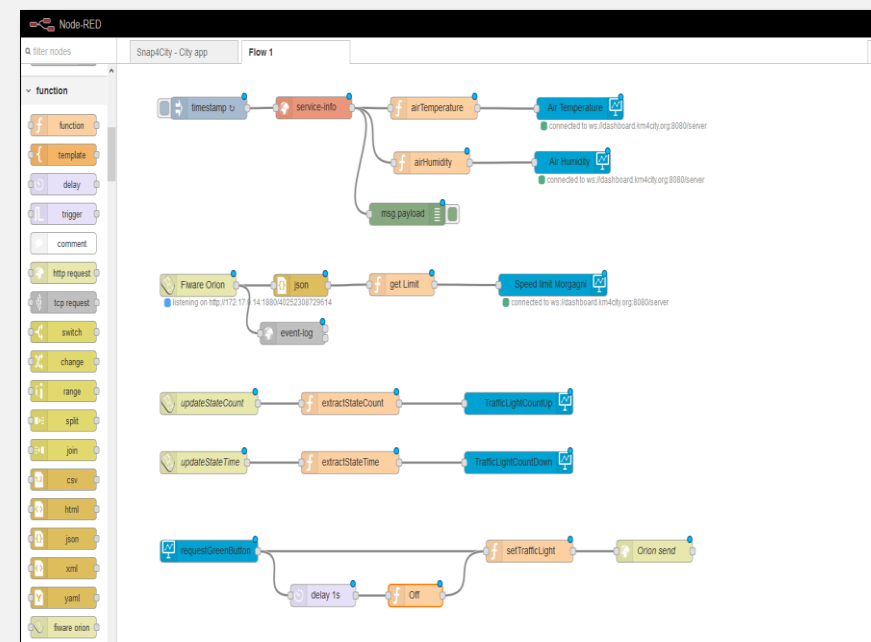 Node-RED
filter nodes
Snap4City - City app
Flow 1
function
function
template
delay
trigger
comment
http request
tcp request
switch
change
range
split
join
csv
html
json
xml
yaml
fiware orion
timestamp ↻
service-info
airTemperature
Air Temperature
connected to ws://dashboard.km4city.org:8080/server
airHumidity
Air Humidity
connected to ws://dashboard.km4city.org:8080/server
msg.payload
Fiware Orion
json
get Limit
Speed limit Morgagni
listening on http://172.17.0.14:1880/40252308729614
connected to ws://dashboard.km4city.org:8080/server
event-log
updateStateCount
extractStateCount
TrafficLightCountUp
updateStateTime
extractStateTime
TrafficLightCountDown
requestGreenButton
setTrafficLight
Orion send
delay 1s
Off